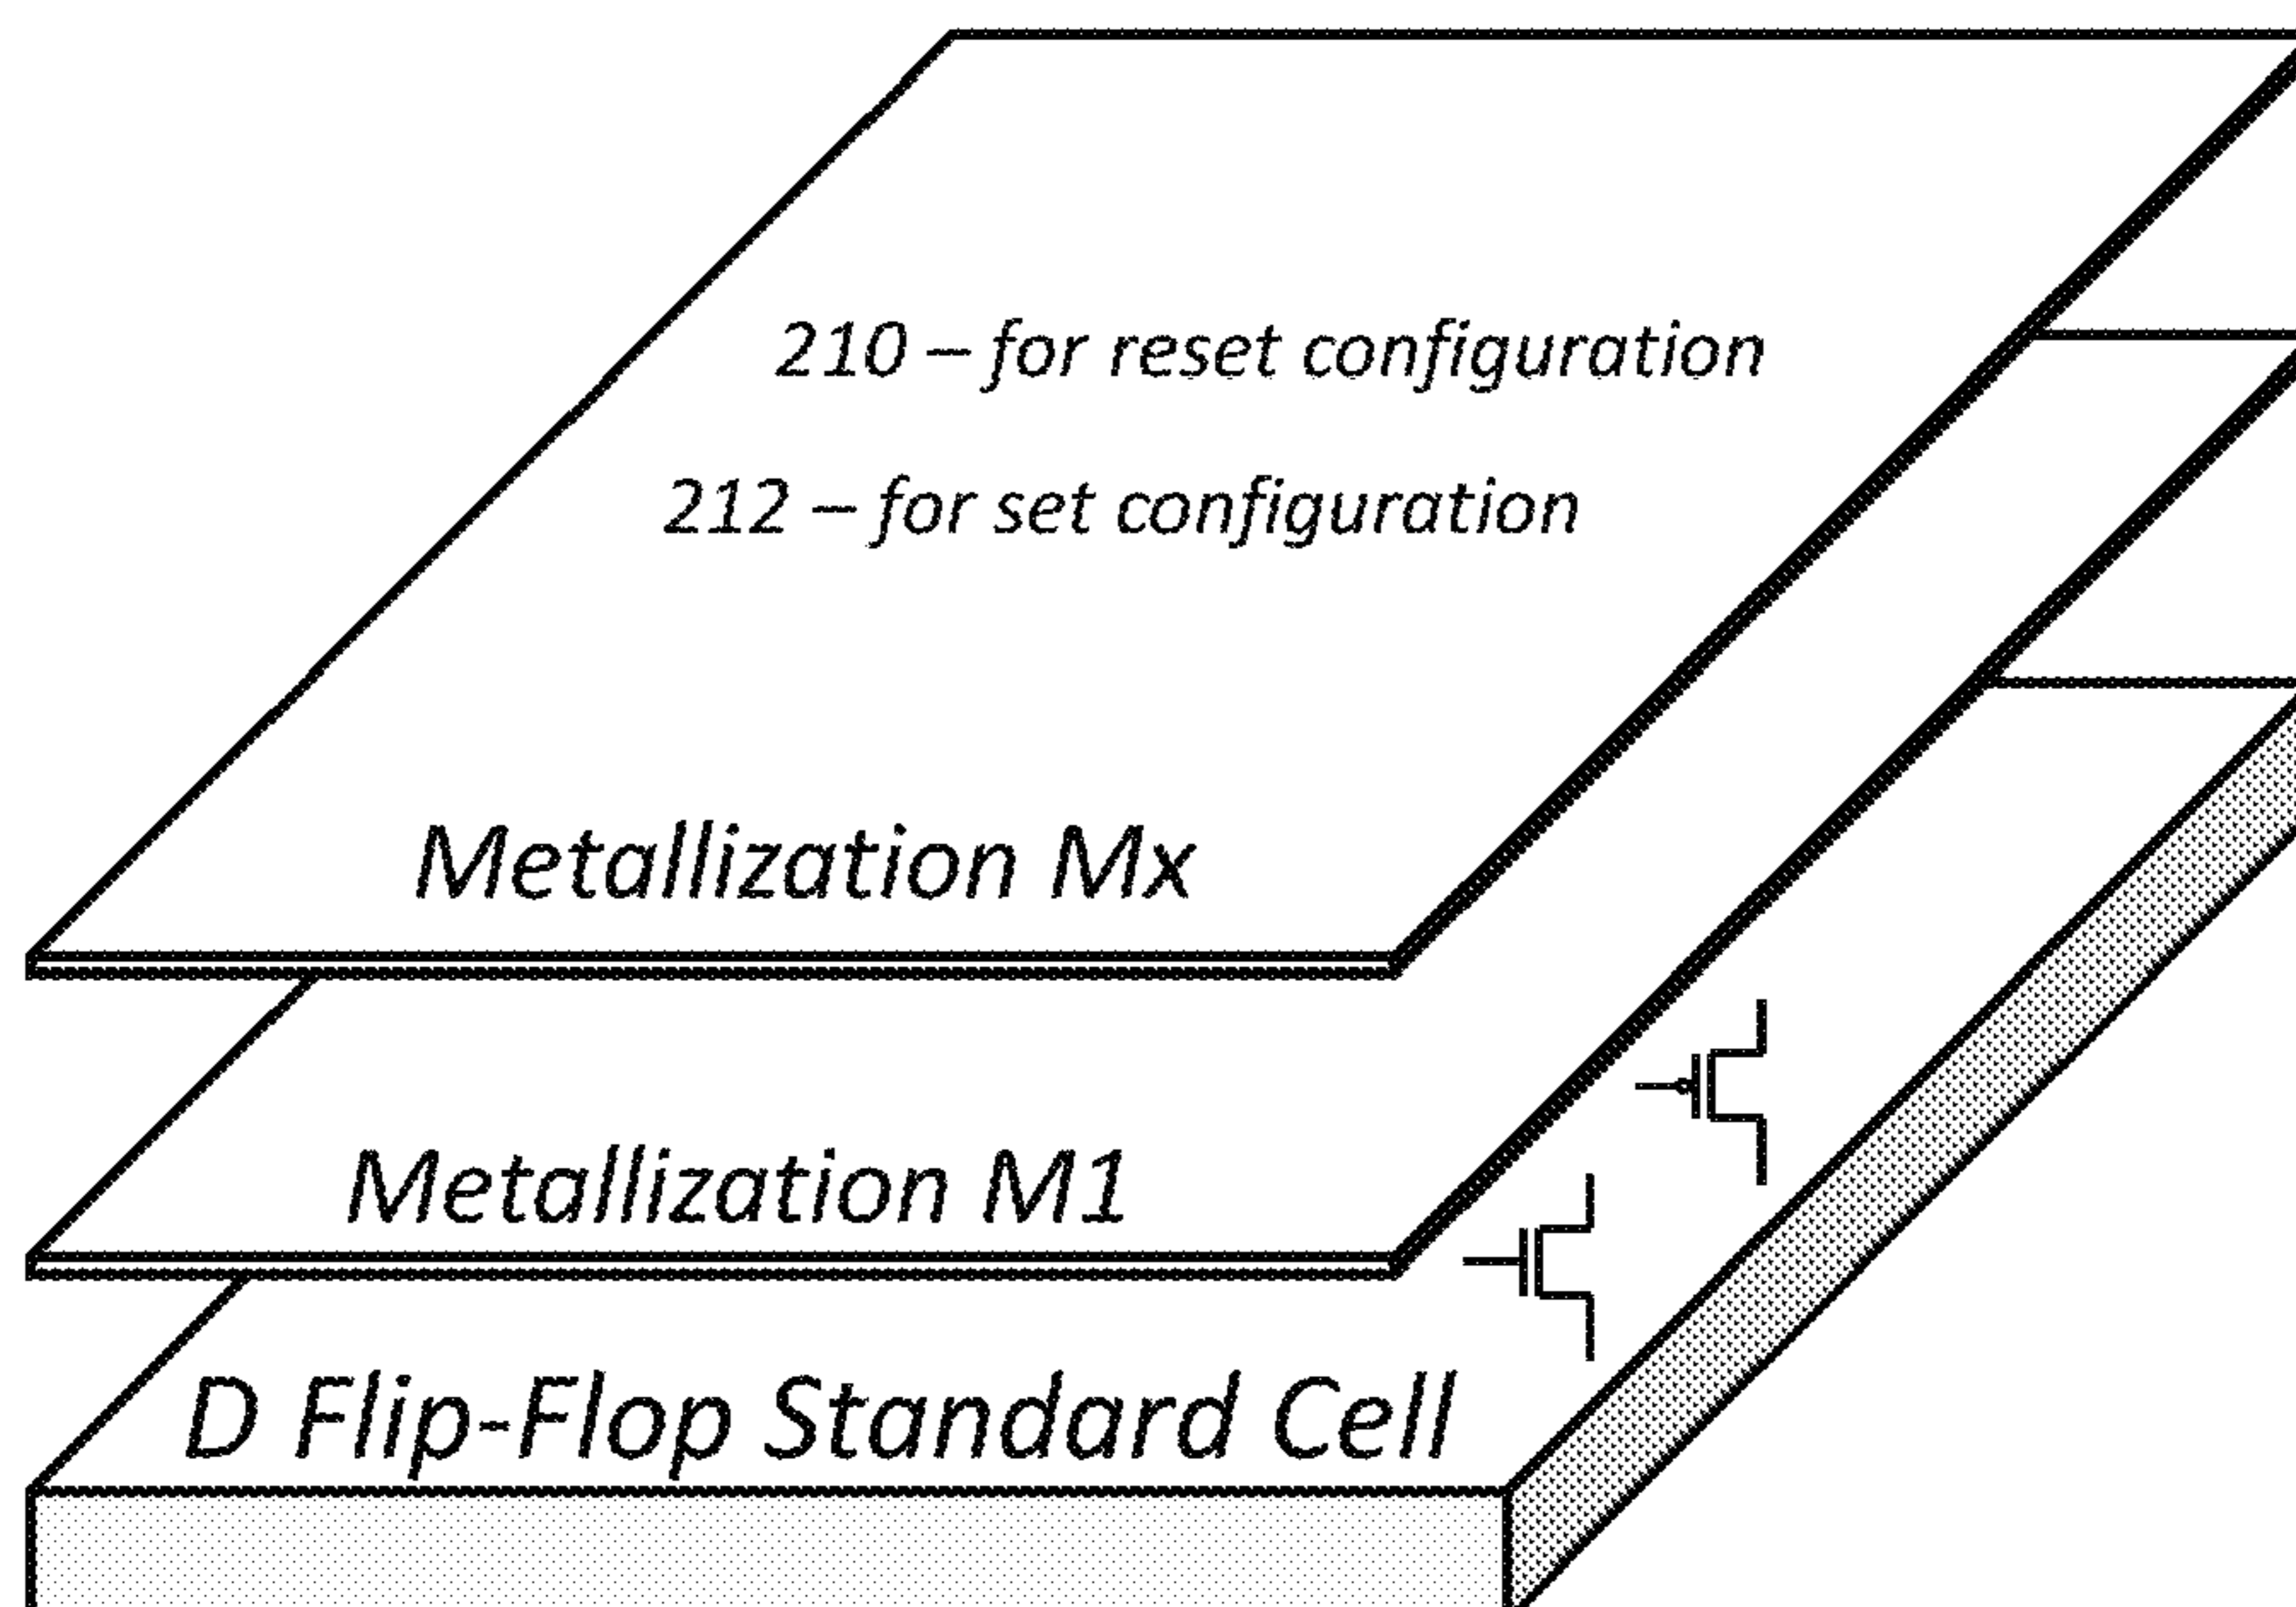 210 – for reset configuration
212 – for set configuration
Metallization Mx
Metallization M1
D Flip-Flop Standard Cell